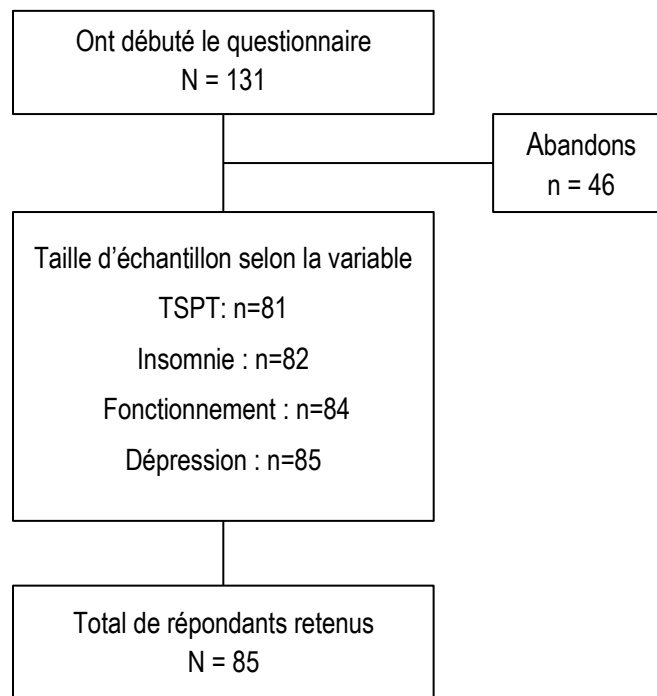 Ont débuté le questionnaire
N = 131
Abandons
n = 46
Taille d'échantillon selon la variable
TSPT: n=81
Insomnie : n=82
Fonctionnement : n=84
Dépression : n=85
Total de répondants retenus
N = 85